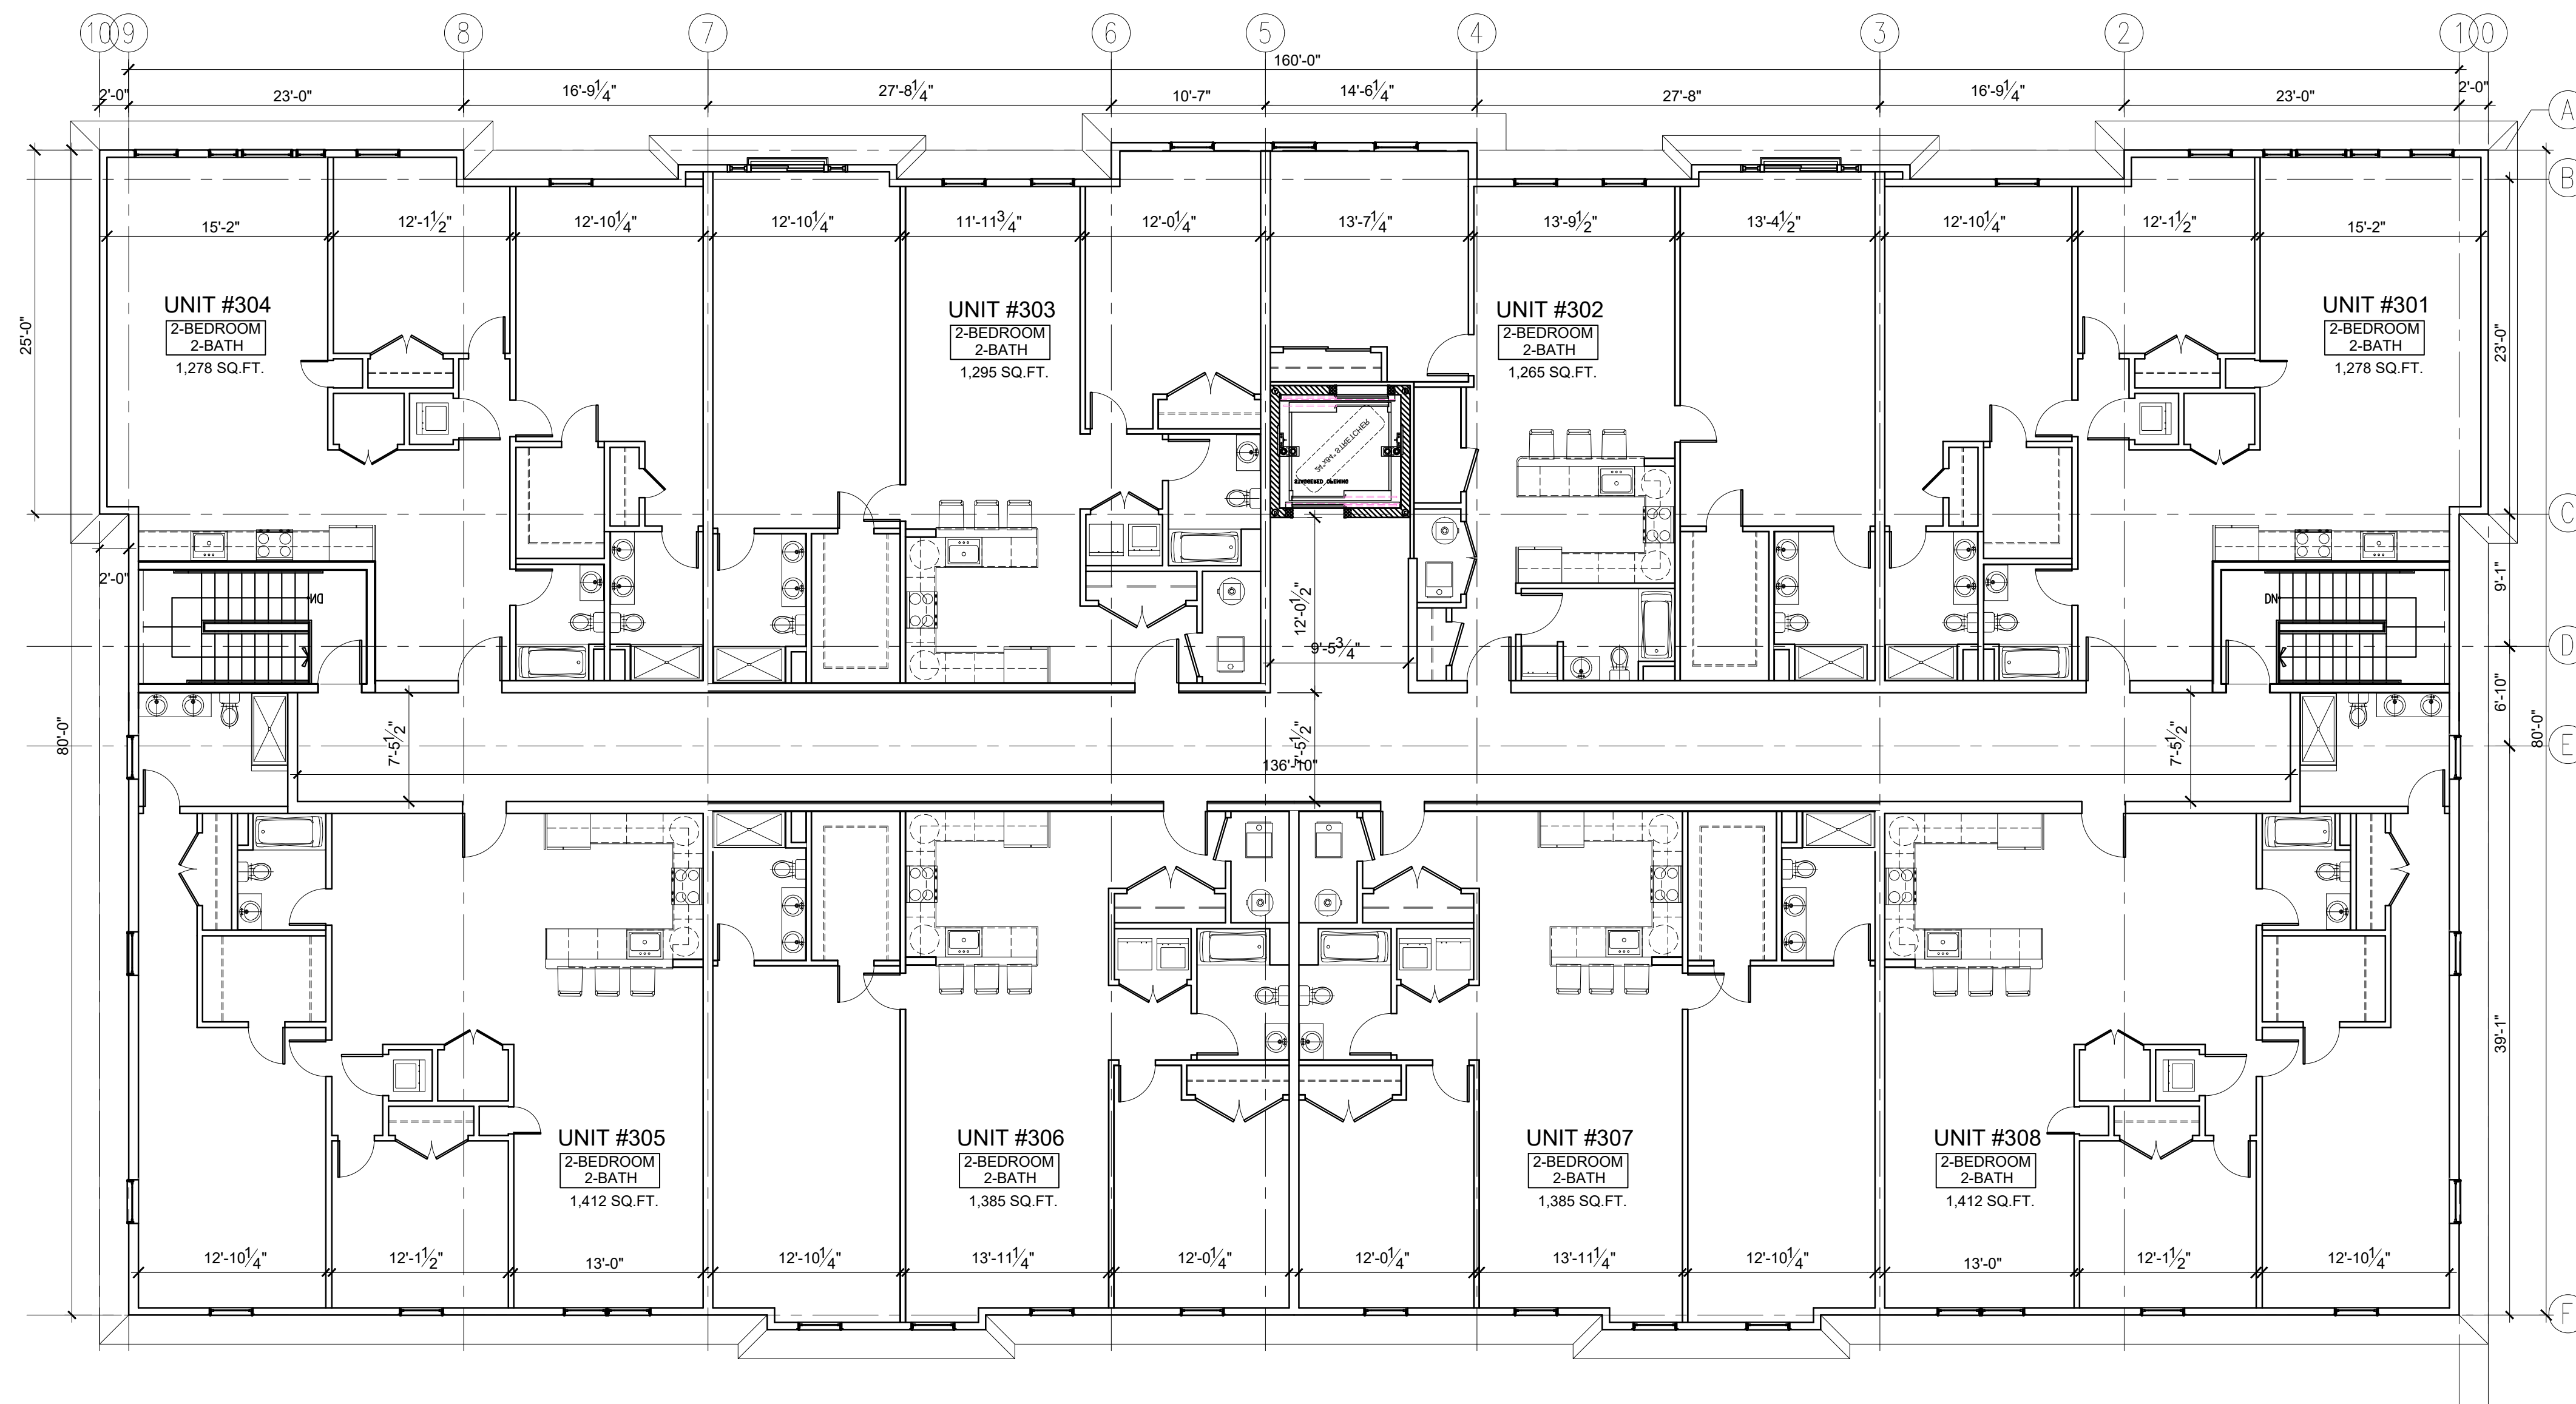 10 9 8 7 6 5 4 3 2 1 0
160'-0"
2'-0" 23'-0" 16'-9 1/4" 27'-8 1/4" 10'-7" 14'-6 1/4" 27'-8" 16'-9 1/4" 23'-0" 2'-0"
A
B
15'-2" 12'-1 1/2" 12'-10 1/4" 12'-10 1/4" 11'-11 3/4" 12'-0 1/4" 13'-7 1/4" 13'-9 1/2" 13'-4 1/2" 12'-10 1/4" 12'-1 1/2" 15'-2"
25'-0"
23'-0"
UNIT #304
2-BEDROOM
2-BATH
1,278 SQ.FT.
UNIT #303
2-BEDROOM
2-BATH
1,295 SQ.FT.
UNIT #302
2-BEDROOM
2-BATH
1,265 SQ.FT.
UNIT #301
2-BEDROOM
2-BATH
1,278 SQ.FT.
STRETCHER
C
2'-0"
DN
12'-0 1/2"
9'-5 3/4"
DN
9'-1"
D
6'-10"
80'-0"
7'-5 1/2"
7'-5 1/2"
7'-5 1/2"
80'-0"
E
136'-10"
39'-1"
UNIT #305
2-BEDROOM
2-BATH
1,412 SQ.FT.
UNIT #306
2-BEDROOM
2-BATH
1,385 SQ.FT.
UNIT #307
2-BEDROOM
2-BATH
1,385 SQ.FT.
UNIT #308
2-BEDROOM
2-BATH
1,412 SQ.FT.
12'-10 1/4" 12'-1 1/2" 13'-0" 12'-10 1/4" 13'-11 1/4" 12'-0 1/4" 12'-0 1/4" 13'-11 1/4" 12'-10 1/4" 13'-0" 12'-1 1/2" 12'-10 1/4"
F